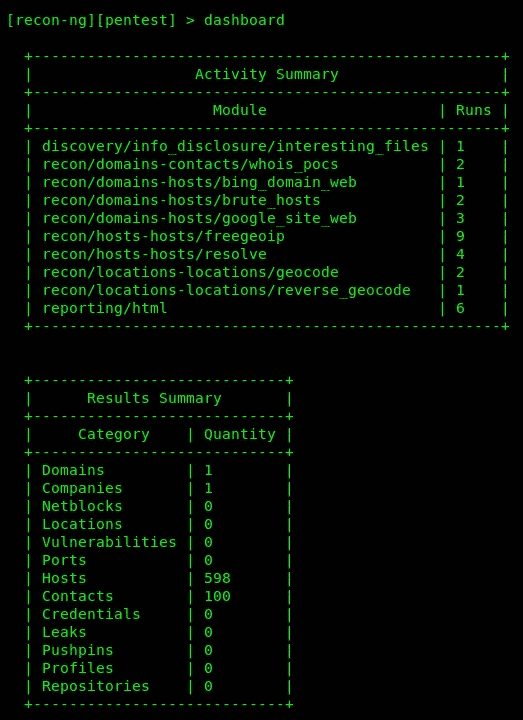 [recon-ng][pentest] > dashboard
+----------------------------------------------------+
|                  Activity Summary                  |
+----------------------------------------------------+
|                    Module                   | Runs |
+----------------------------------------------------+
| discovery/info_disclosure/interesting_files | 1    |
| recon/domains-contacts/whois_pocs           | 2    |
| recon/domains-hosts/bing_domain_web         | 1    |
| recon/domains-hosts/brute_hosts             | 2    |
| recon/domains-hosts/google_site_web         | 3    |
| recon/hosts-hosts/freegeoip                 | 9    |
| recon/hosts-hosts/resolve                   | 4    |
| recon/locations-locations/geocode           | 2    |
| recon/locations-locations/reverse_geocode   | 1    |
| reporting/html                              | 6    |
+----------------------------------------------------+
+----------------------------+
|      Results Summary       |
+----------------------------+
|     Category    | Quantity |
+----------------------------+
| Domains         | 1        |
| Companies       | 1        |
| Netblocks       | 0        |
| Locations       | 0        |
| Vulnerabilities | 0        |
| Ports           | 0        |
| Hosts           | 598      |
| Contacts        | 100      |
| Credentials     | 0        |
| Leaks           | 0        |
| Pushpins        | 0        |
| Profiles        | 0        |
| Repositories    | 0        |
+----------------------------+